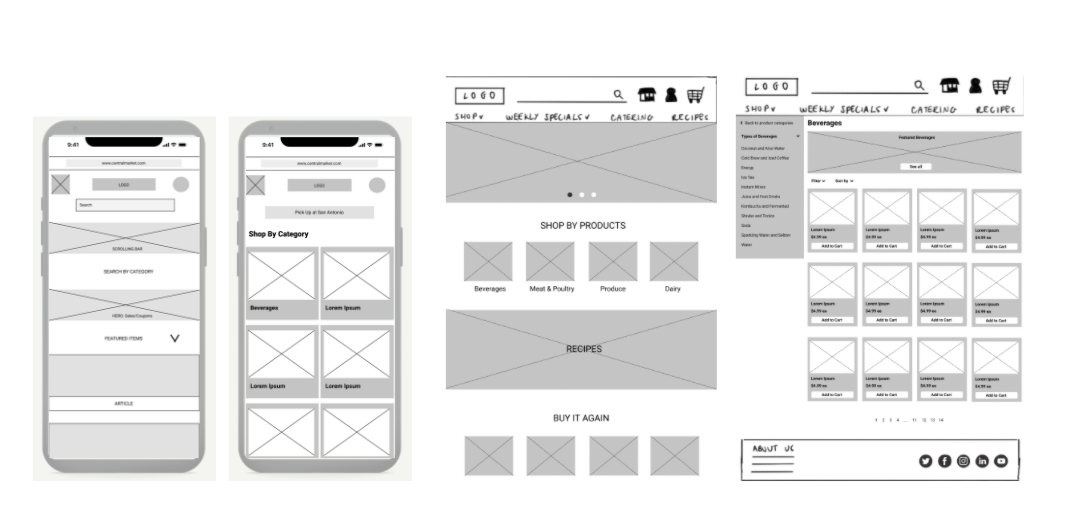 9:41
www.centralmarket.com
LOGO
Search
SCROLLING BAR
SEARCH BY CATEGORY
HERO: Sales/Coupons
FEATURED ITEMS
ARTICLE
9:41
www.centralmarket.com
LOGO
Pick Up at San Antonio
Shop By Category
Beverages Lorem Ipsum
Lorem Ipsum Lorem Ipsum
LOGO
SHOP WEEKLY SPECIALS CATERING RECIPES
SHOP BY PRODUCTS
Beverages Meat & Poultry Produce Dairy
RECIPES
BUY IT AGAIN
LOGO
SHOP WEEKLY SPECIALS CATERING RECIPES
Back to product categories
Types of Beverages
Coconut and Aloe Water
Cold Brew and Iced Coffee
Energy
Ice Tea
Instant Mixes
Juice and Fruit Drinks
Kombucha and Fermented
Shrubs and Tonics
Soda
Sparkling Water and Seltzer
Water
Beverages
Featured Beverages
See all
Filter Sort by
Lorem Ipsum Lorem Ipsum Lorem Ipsum Lorem Ipsum
$4.99 ea $4.99 ea $4.99 ea $4.99 ea
Add to Cart Add to Cart Add to Cart Add to Cart
Lorem Ipsum Lorem Ipsum Lorem Ipsum Lorem Ipsum
$4.99 ea $4.99 ea $4.99 ea $4.99 ea
Add to Cart Add to Cart Add to Cart Add to Cart
Lorem Ipsum Lorem Ipsum Lorem Ipsum Lorem Ipsum
$4.99 ea $4.99 ea $4.99 ea $4.99 ea
Add to Cart Add to Cart Add to Cart Add to Cart
1 2 3 4 ... 11 12 13 14
ABOUT US